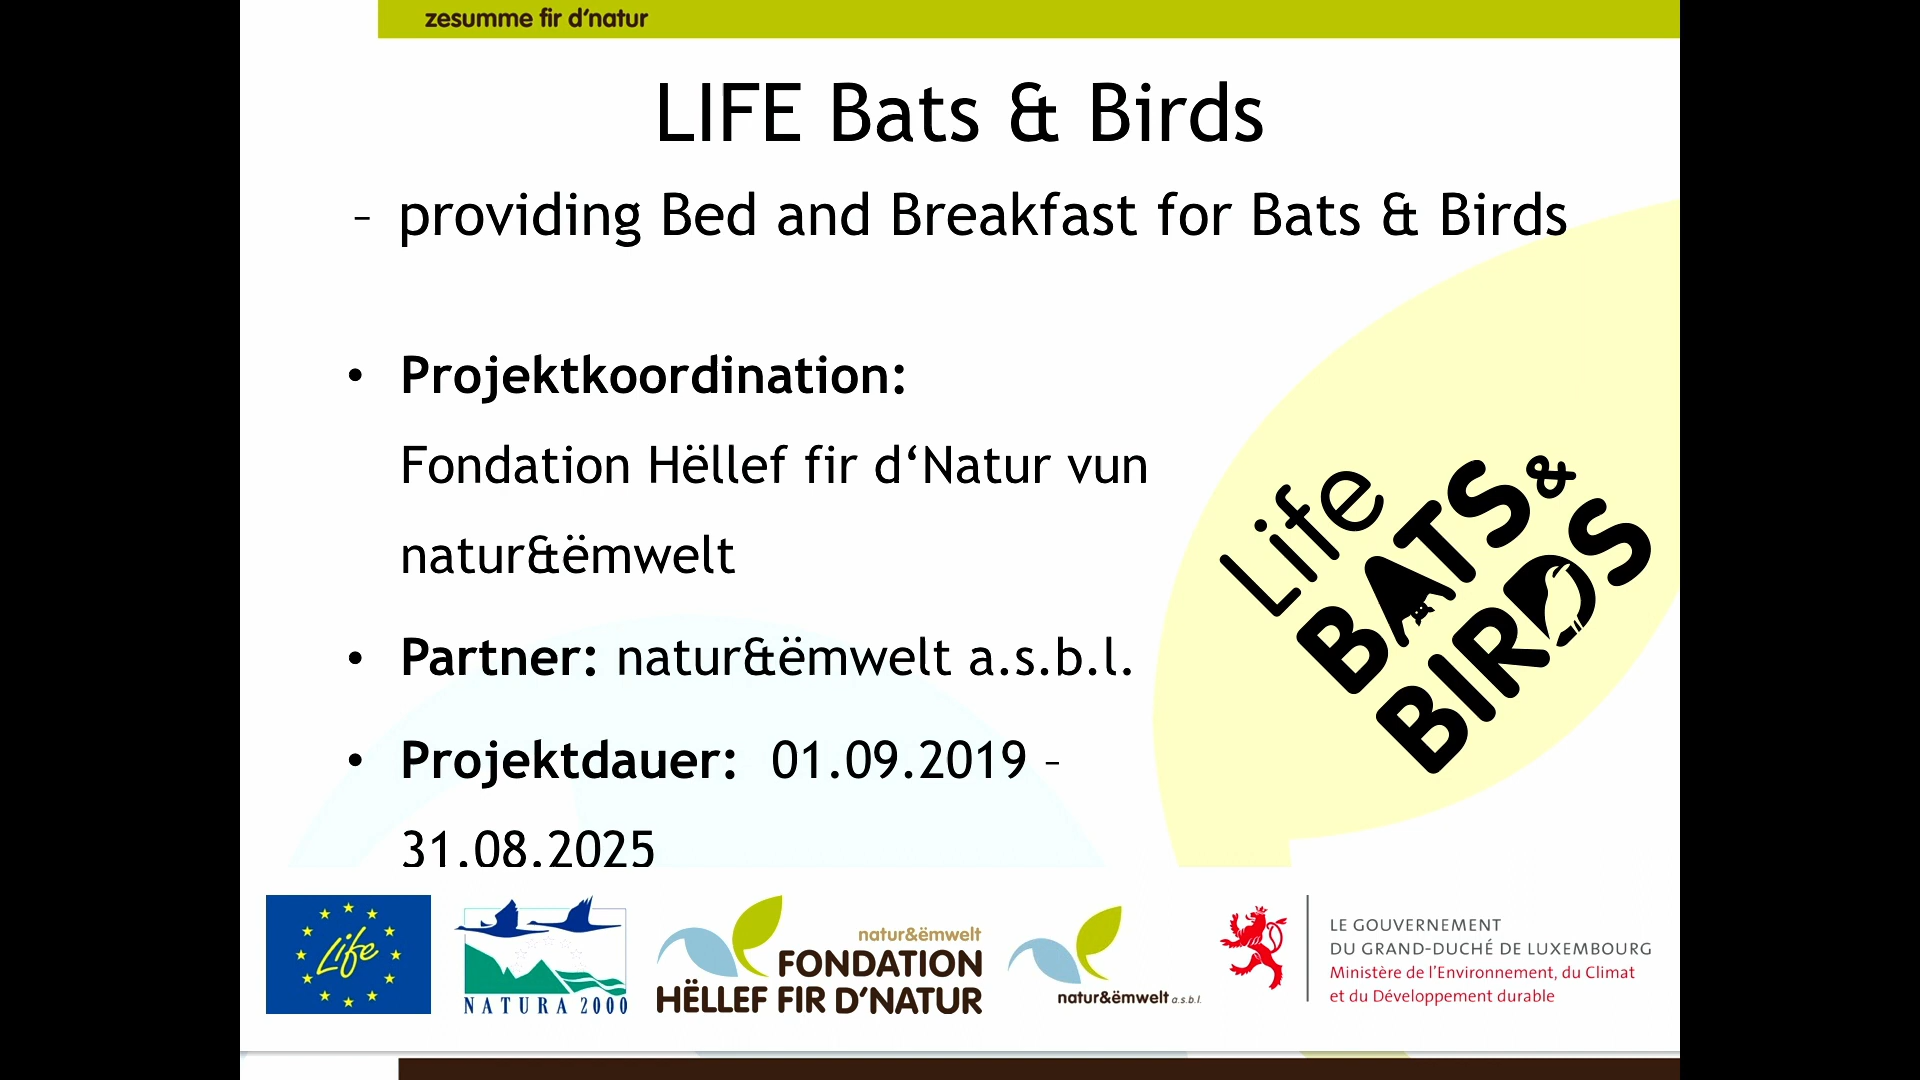 zesumme fir d'natur
LIFE Bats & Birds
– providing Bed and Breakfast for Bats & Birds
• Projektkoordination:
Fondation Hëllef fir d‘Natur vun
natur&ëmwelt
• Partner: natur&ëmwelt a.s.b.l.
• Projektdauer: 01.09.2019 –
31.08.2025
Life
BATS &
BIRDS
Life
NATURA 2000
natur&ëmwelt
FONDATION
HËLLEF FIR D'NATUR
natur&ëmwelt a.s.b.l.
LE GOUVERNEMENT
DU GRAND-DUCHÉ DE LUXEMBOURG
Ministère de l'Environnement, du Climat
et du Développement durable